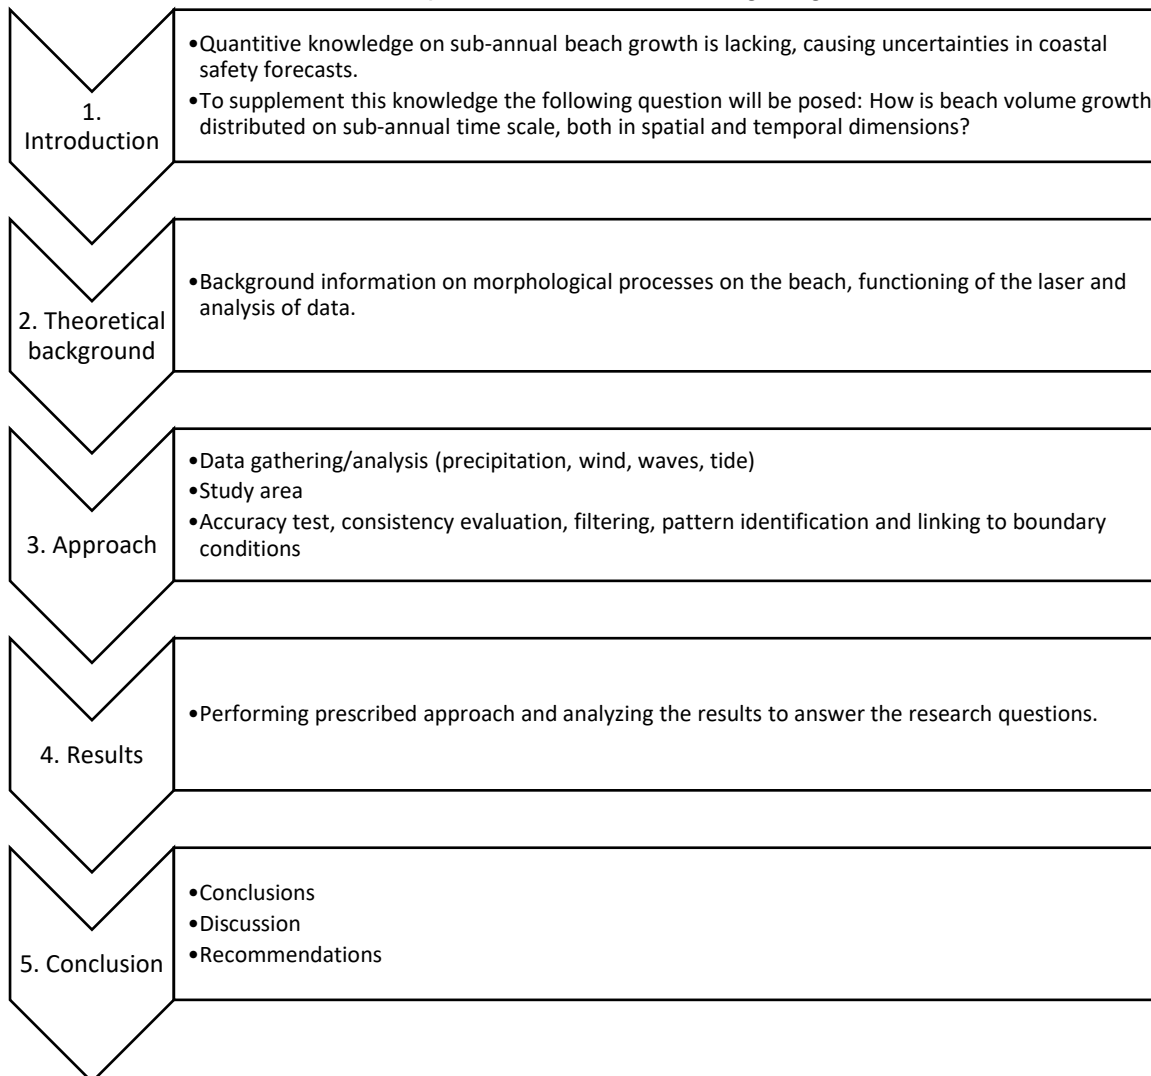 1.
Introduction
•Quantitive knowledge on sub-annual beach growth is lacking, causing uncertainties in coastal
safety forecasts.
•To supplement this knowledge the following question will be posed: How is beach volume growth
distributed on sub-annual time scale, both in spatial and temporal dimensions?
2. Theoretical
background
•Background information on morphological processes on the beach, functioning of the laser and
analysis of data.
3. Approach
•Data gathering/analysis (precipitation, wind, waves, tide)
•Study area
•Accuracy test, consistency evaluation, filtering, pattern identification and linking to boundary
conditions
4. Results
•Performing prescribed approach and analyzing the results to answer the research questions.
5. Conclusion
•Conclusions
•Discussion
•Recommendations